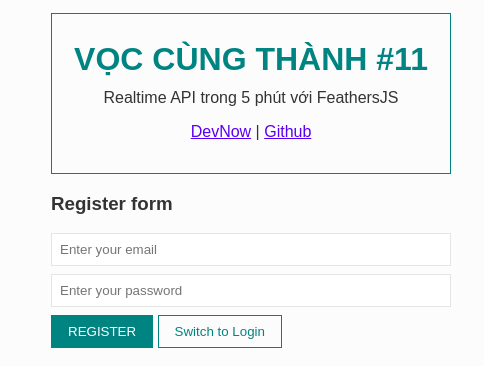 VỌC CÙNG THÀNH #11
Realtime API trong 5 phút với FeathersJS
DevNow | Github
Register form
Enter your email
Enter your password
REGISTER Switch to Login